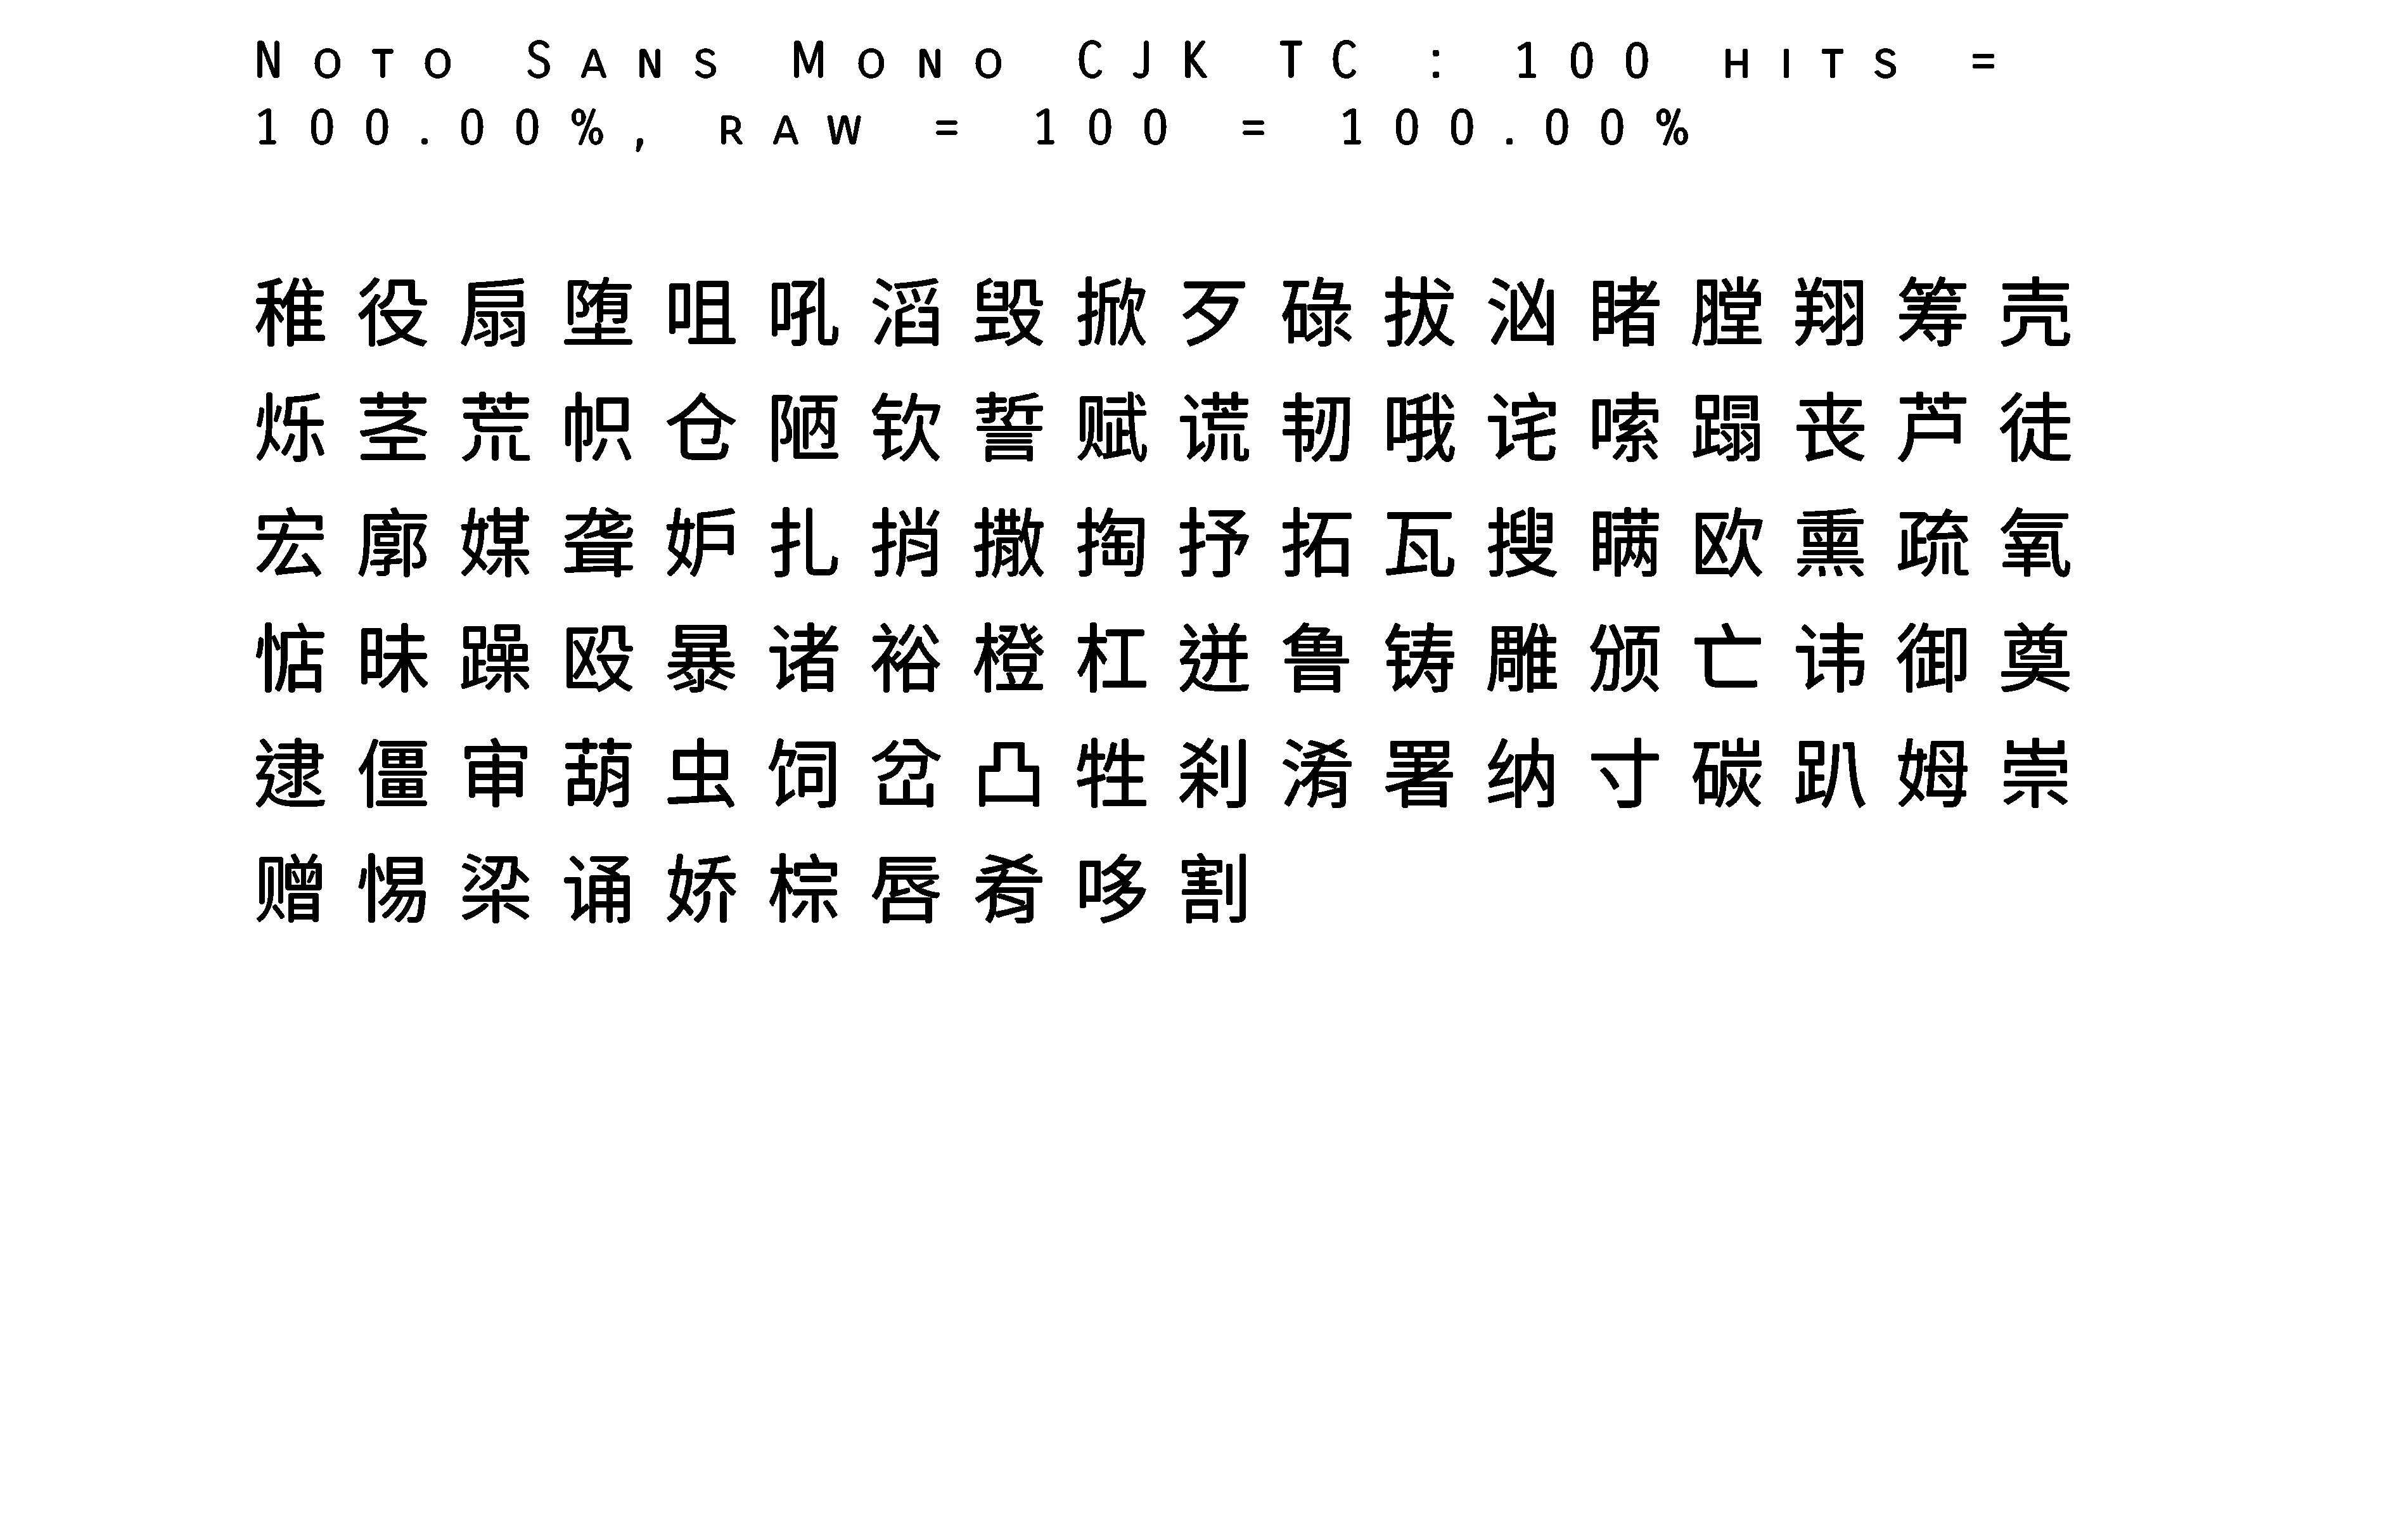 Noto Sans Mono CJK TC : 100 hits =
100.00%, raw = 100 = 100.00%
稚役扇堕咀吼滔毁掀歹碌拔汹睹膛翔筹壳
烁茎荒帜仓陋钦誓赋谎韧哦诧嗦蹋丧芦徒
宏廓媒聋妒扎捎撒掏抒拓瓦搜瞒欧熏疏氧
惦昧躁殴暴诸裕橙杠迸鲁铸雕颁亡讳御奠
逮僵审葫虫饲岔凸牲刹淆署纳寸碳趴姆崇
赠惕梁诵娇棕唇肴哆割